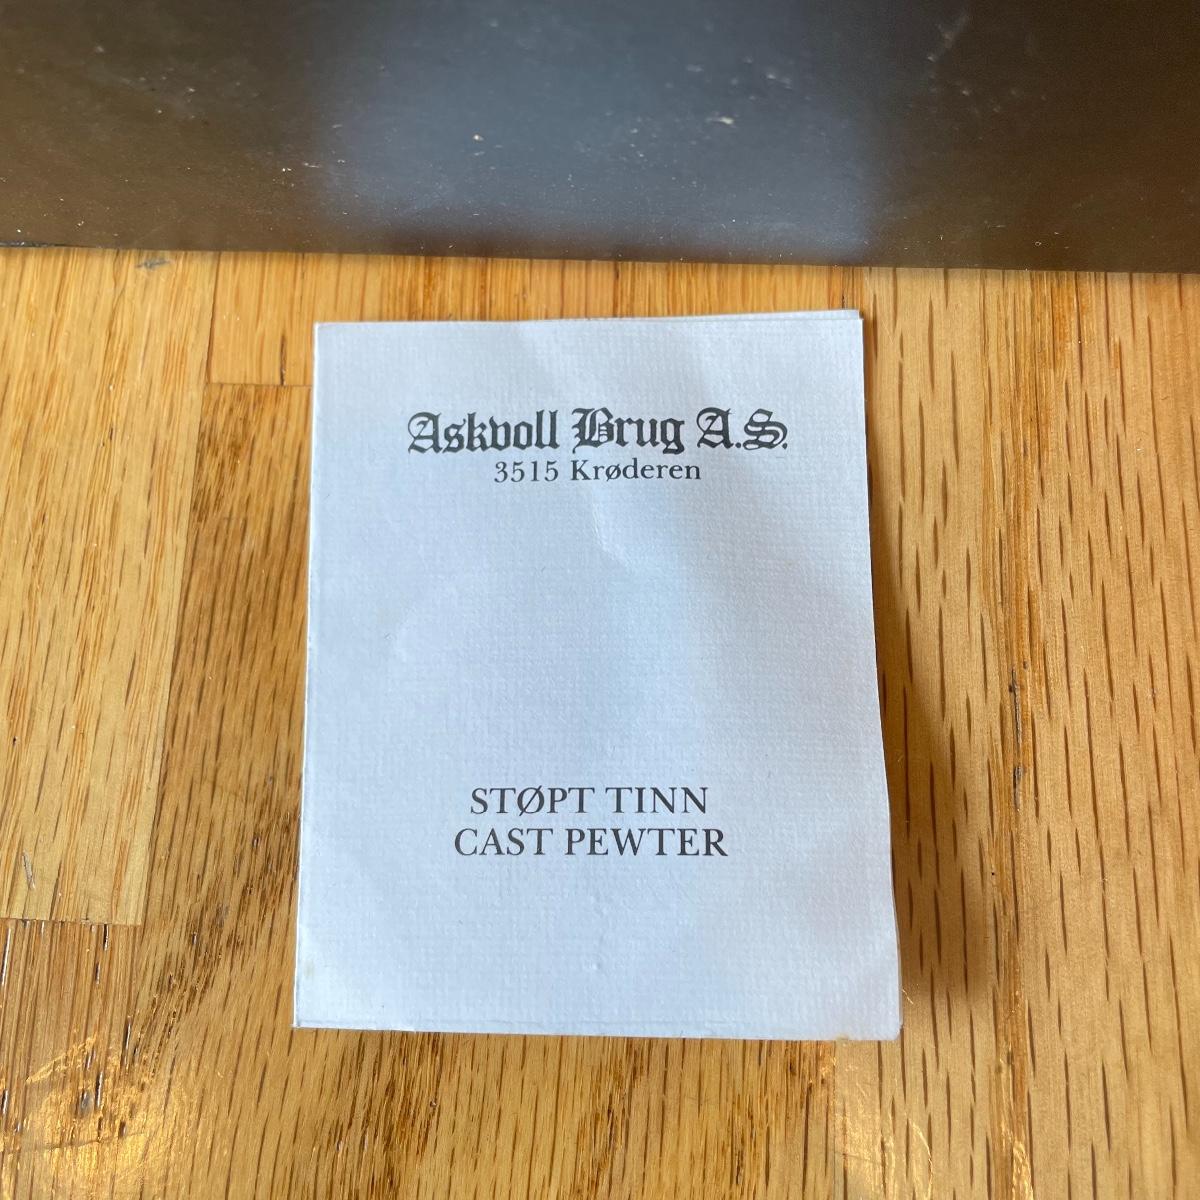 Askvoll Brug A.S.
3515 Krøderen
STØPT TINN
CAST PEWTER